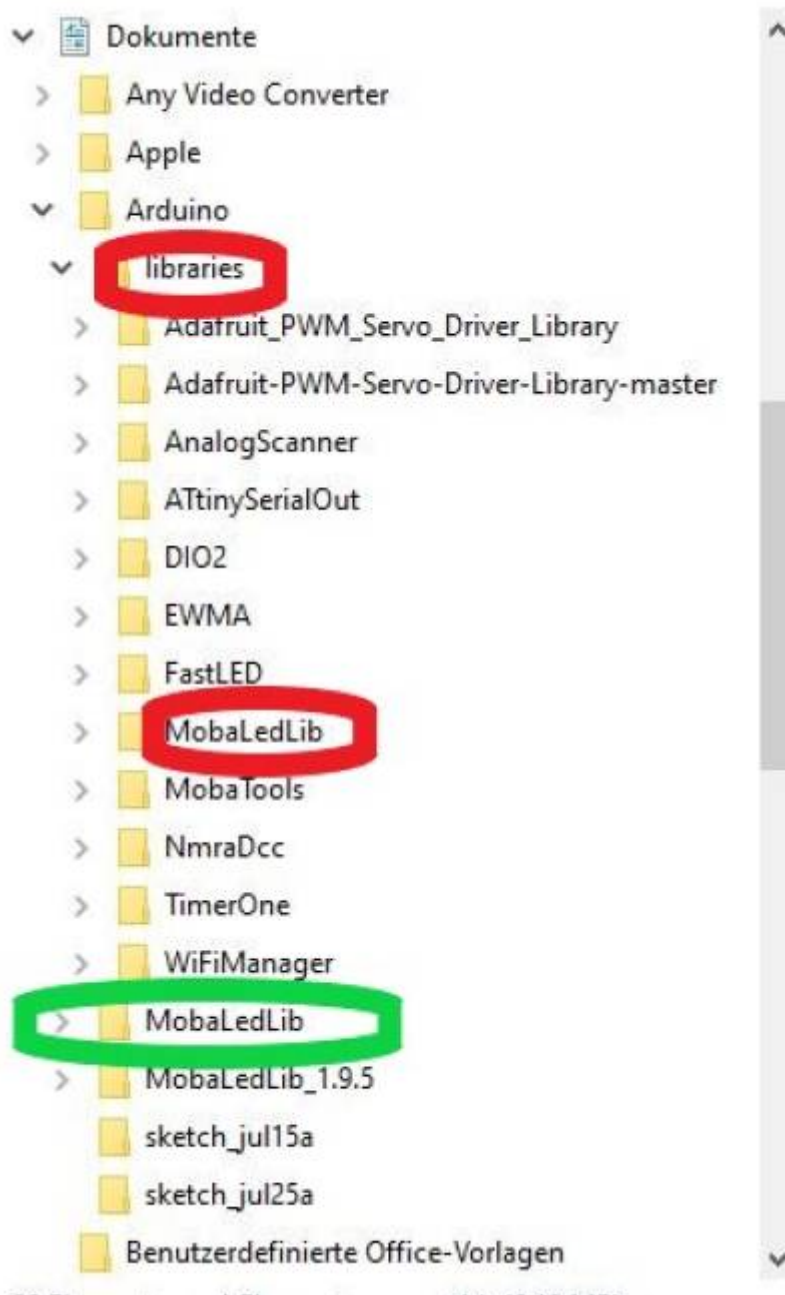 Dokumente
Any Video Converter
Apple
Arduino
libraries
Adafruit_PWM_Servo_Driver_Library
Adafruit-PWM-Servo-Driver-Library-master
AnalogScanner
ATtinySerialOut
DIO2
EWMA
FastLED
MobaLedLib
MobaTools
NmraDcc
TimerOne
WiFiManager
MobaLedLib
MobaLedLib_1.9.5
sketch_jul15a
sketch_jul25a
Benutzerdefinierte Office-Vorlagen